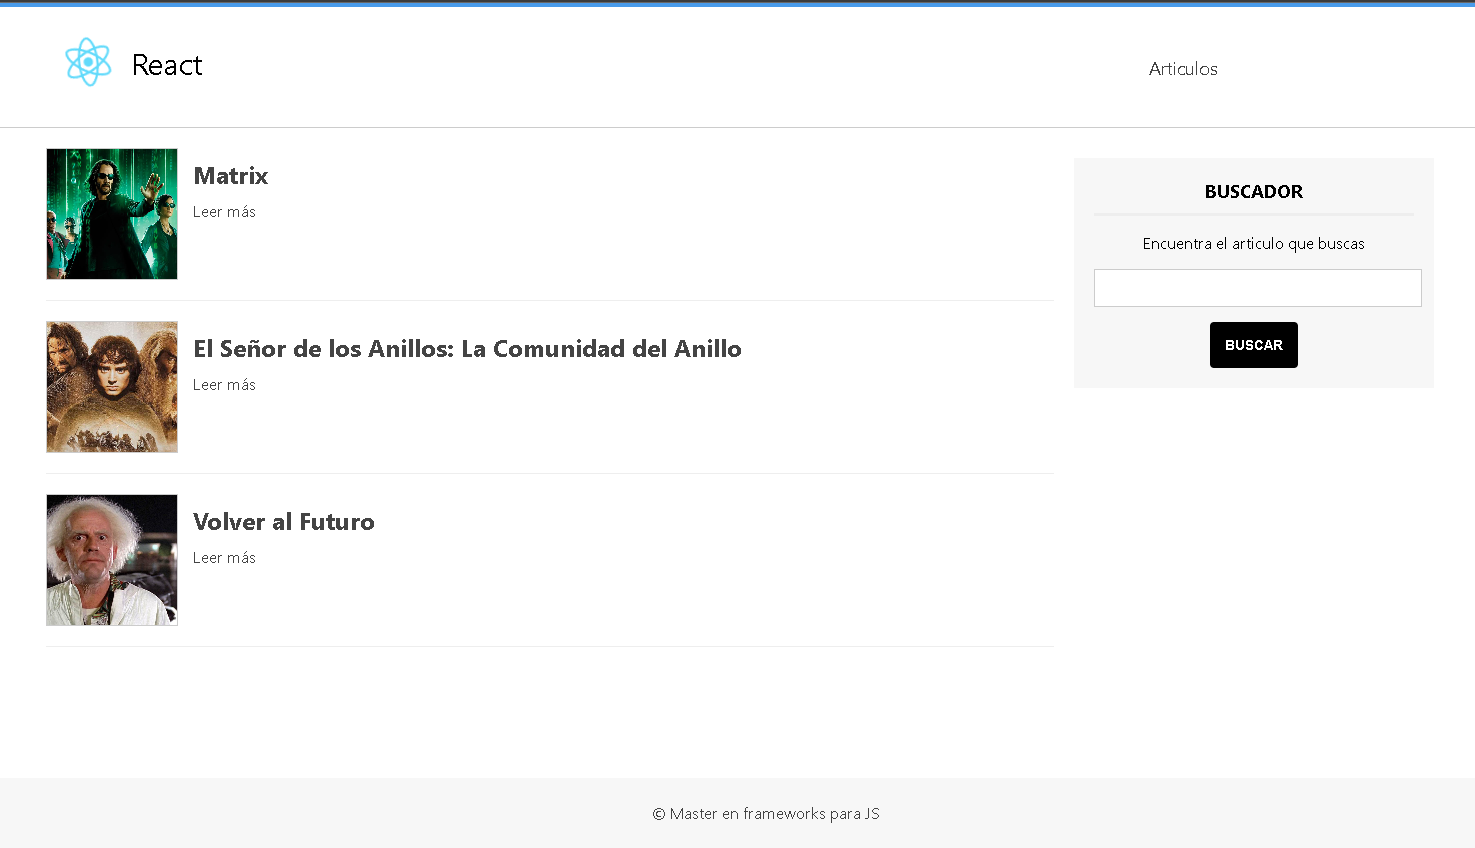 React
Articulos
Matrix
Leer más
El Señor de los Anillos: La Comunidad del Anillo
Leer más
Volver al Futuro
Leer más
BUSCADOR
Encuentra el articulo que buscas
BUSCAR
© Master en frameworks para JS